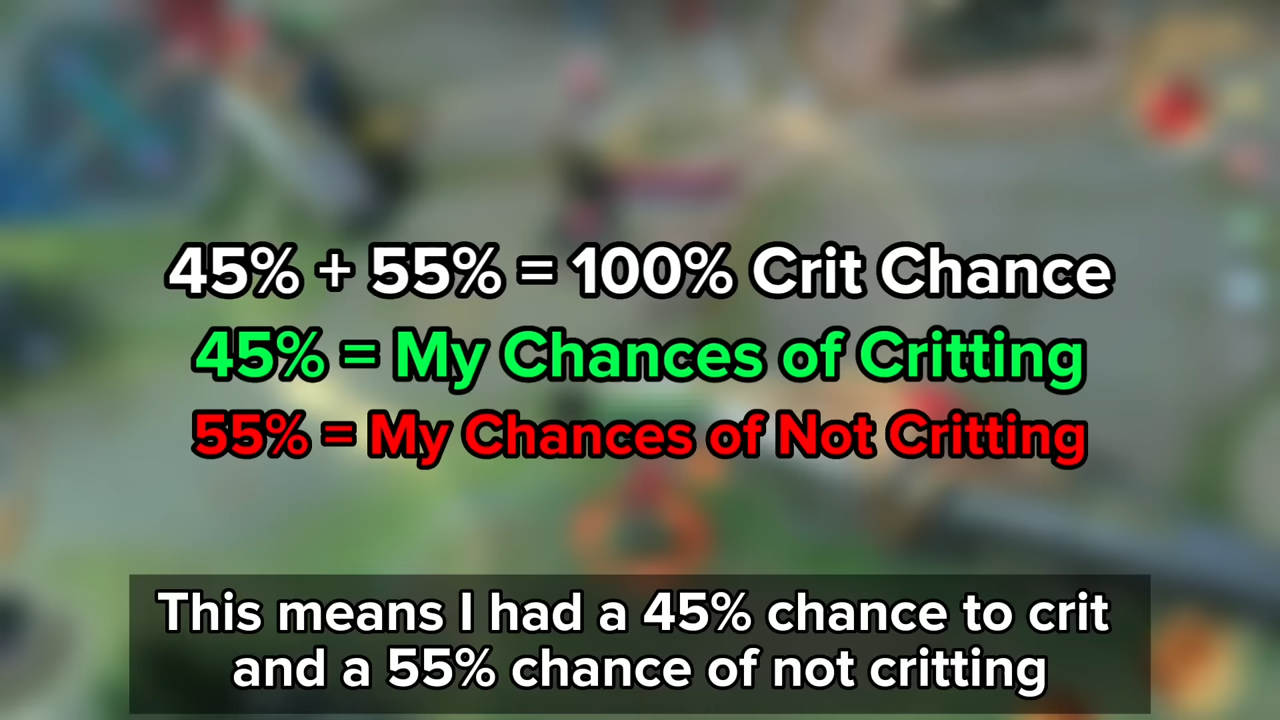 45% + 55% = 100% Crit Chance
45% = My Chances of Critting
55% = My Chances of Not Critting
This means I had a 45% chance to crit
and a 55% chance of not critting